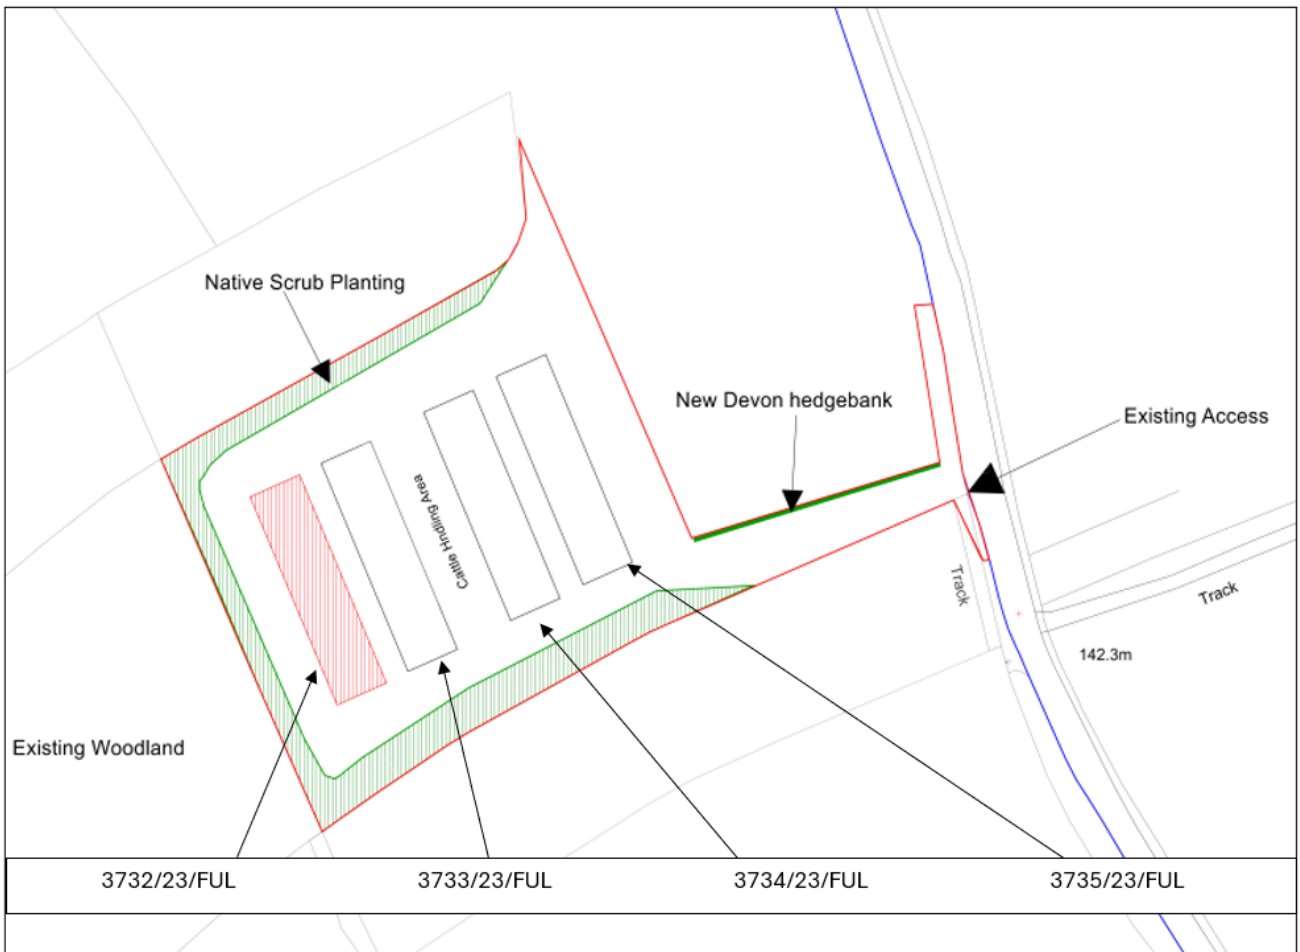 Native Scrub Planting
New Devon hedgebank
Existing Access
Cattle Hndling Area
Track
Track
142.3m
Existing Woodland
3732/23/FUL
3733/23/FUL
3734/23/FUL
3735/23/FUL